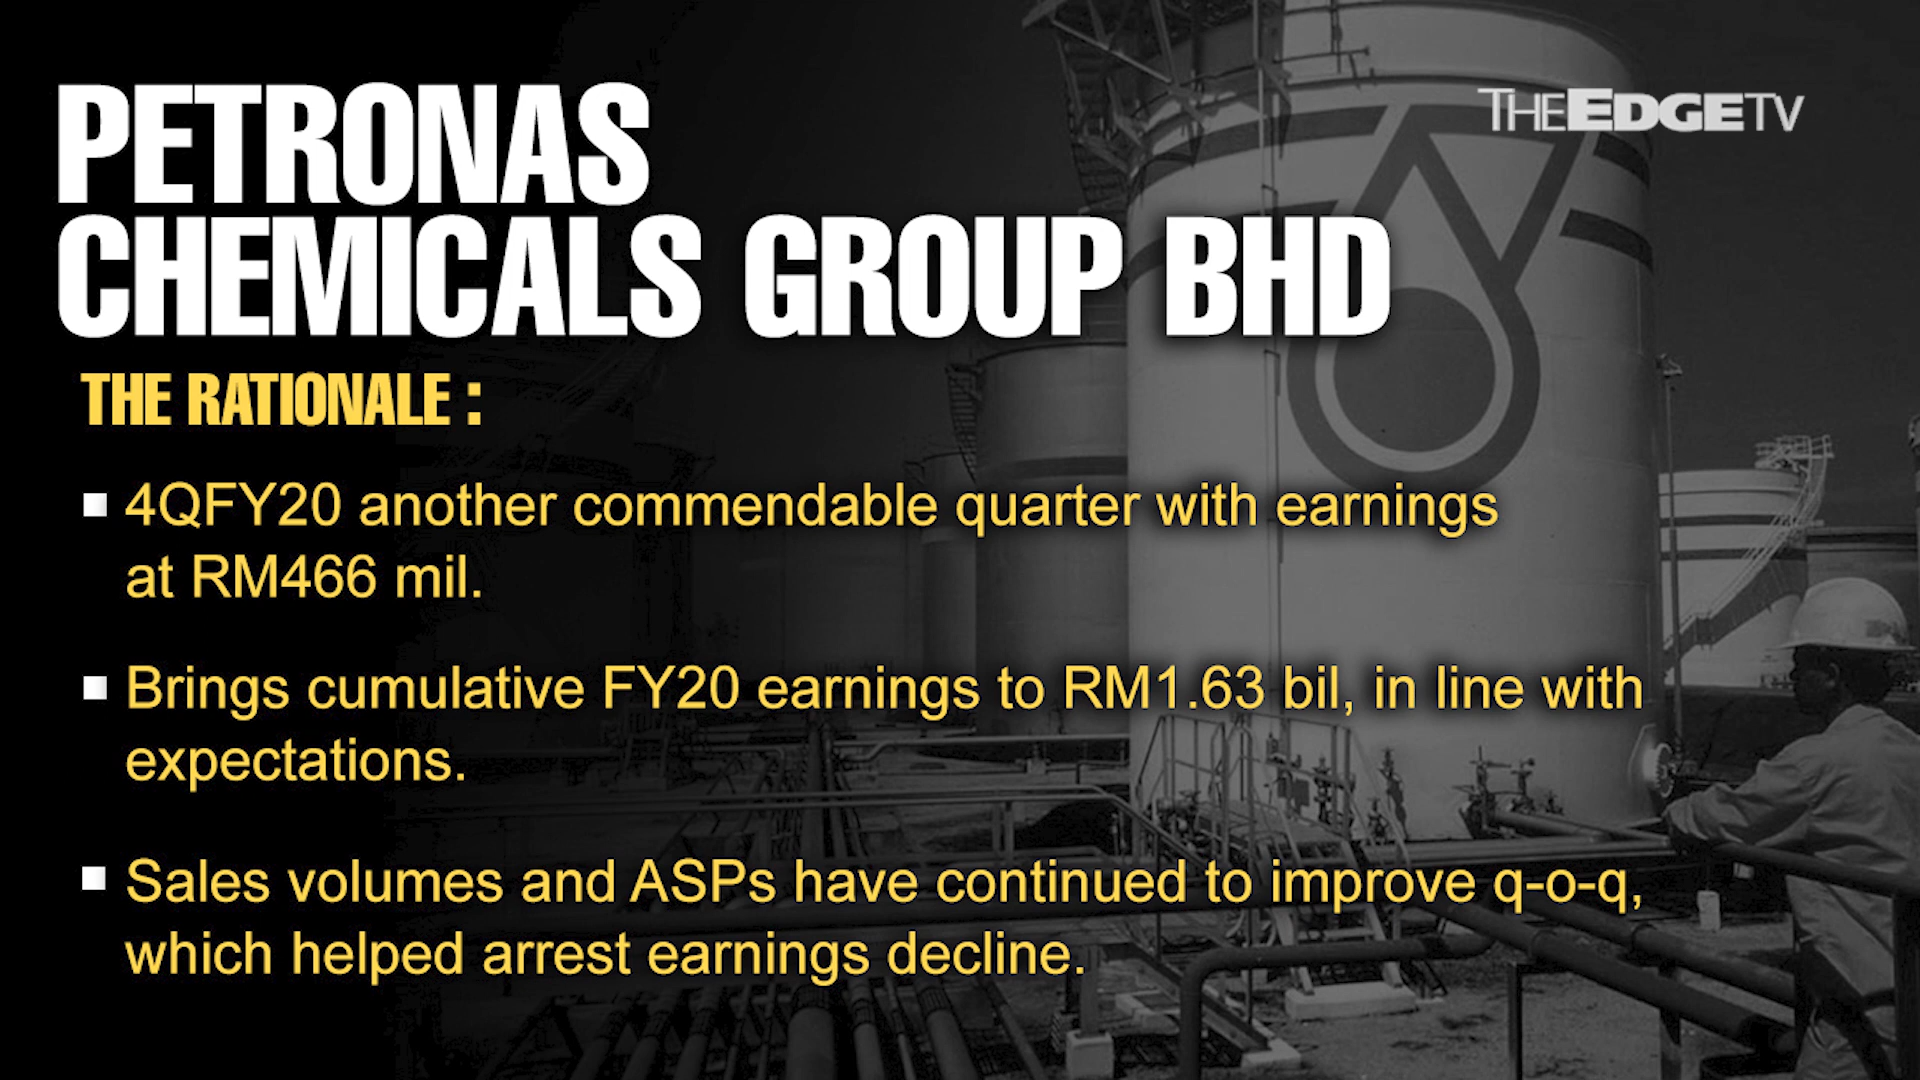 PETRONAS
THEEDGETV
CHEMICALS GROUP BHD
THE RATIONALE :
4QFY20 another commendable quarter with earnings
at RM466 mil.
Brings cumulative FY20 earnings to RM1.63 bil, in line with
expectations.
Sales volumes and ASPs have continued to improve q-o-q,
which helped arrest earnings decline.